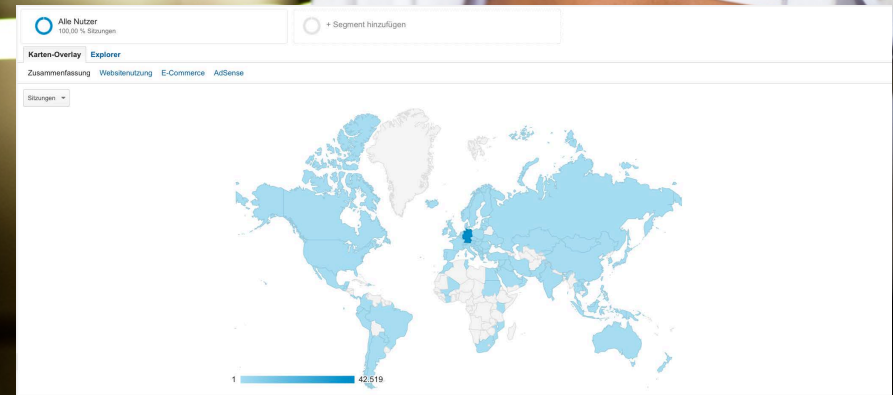 Alle Nutzer
100,00 % Sitzungen
+ Segment hinzufügen
Karten-Overlay Explorer
Zusammenfassung Websitenutzung E-Commerce AdSense
Sitzungen
1 42.519